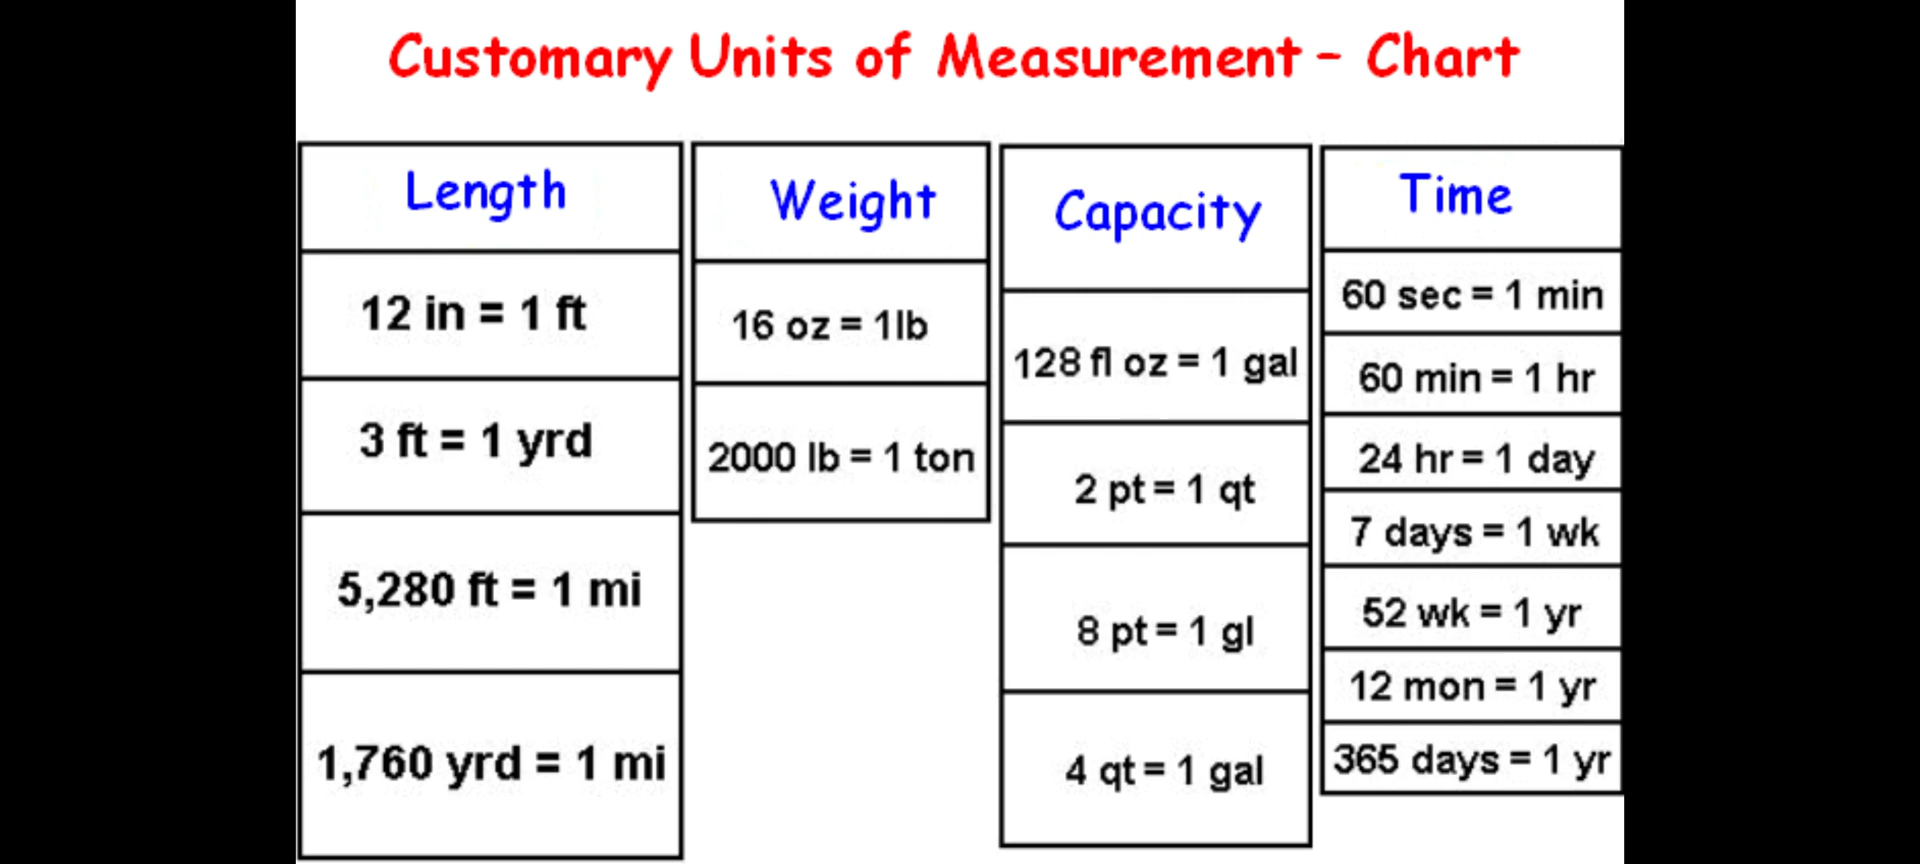 Customary Units of Measurement - Chart
Length
12 in = 1 ft
3 ft = 1 yrd
5,280 ft = 1 mi
1,760 yrd = 1 mi
Weight
16 oz = 1lb
2000 lb = 1 ton
Capacity
128 fl oz = 1 gal
2 pt = 1 qt
8 pt = 1 gl
4 qt = 1 gal
Time
60 sec = 1 min
60 min = 1 hr
24 hr = 1 day
7 days = 1 wk
52 wk = 1 yr
12 mon = 1 yr
365 days = 1 yr